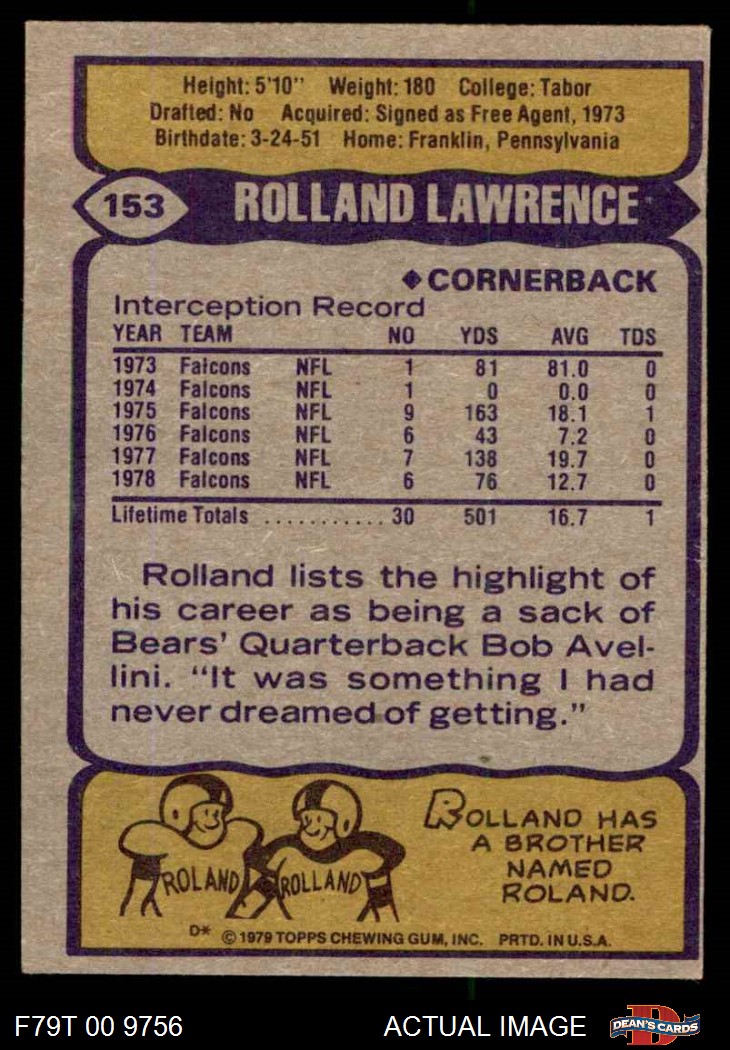 Height: 5'10" Weight: 180 College: Tabor
Drafted: No Acquired: Signed as Free Agent, 1973
Birthdate: 3-24-51 Home: Franklin, Pennsylvania
153 ROLLAND LAWRENCE
◆ CORNERBACK
Interception Record
YEAR TEAM NO YDS AVG TDS
1973 Falcons NFL 1 81 81.0 0
1974 Falcons NFL 1 0 0.0 0
1975 Falcons NFL 9 163 18.1 1
1976 Falcons NFL 6 43 7.2 0
1977 Falcons NFL 7 138 19.7 0
1978 Falcons NFL 6 76 12.7 0
Lifetime Totals ........... 30 501 16.7 1
Rolland lists the highlight of
his career as being a sack of
Bears' Quarterback Bob Avel-
lini. "It was something I had
never dreamed of getting."
ROLAND ROLLAND
ROLLAND HAS
A BROTHER
NAMED
ROLAND.
D* © 1979 TOPPS CHEWING GUM, INC. PRTD. IN U.S.A.
F79T 00 9756 ACTUAL IMAGE D DEAN'S CARDS